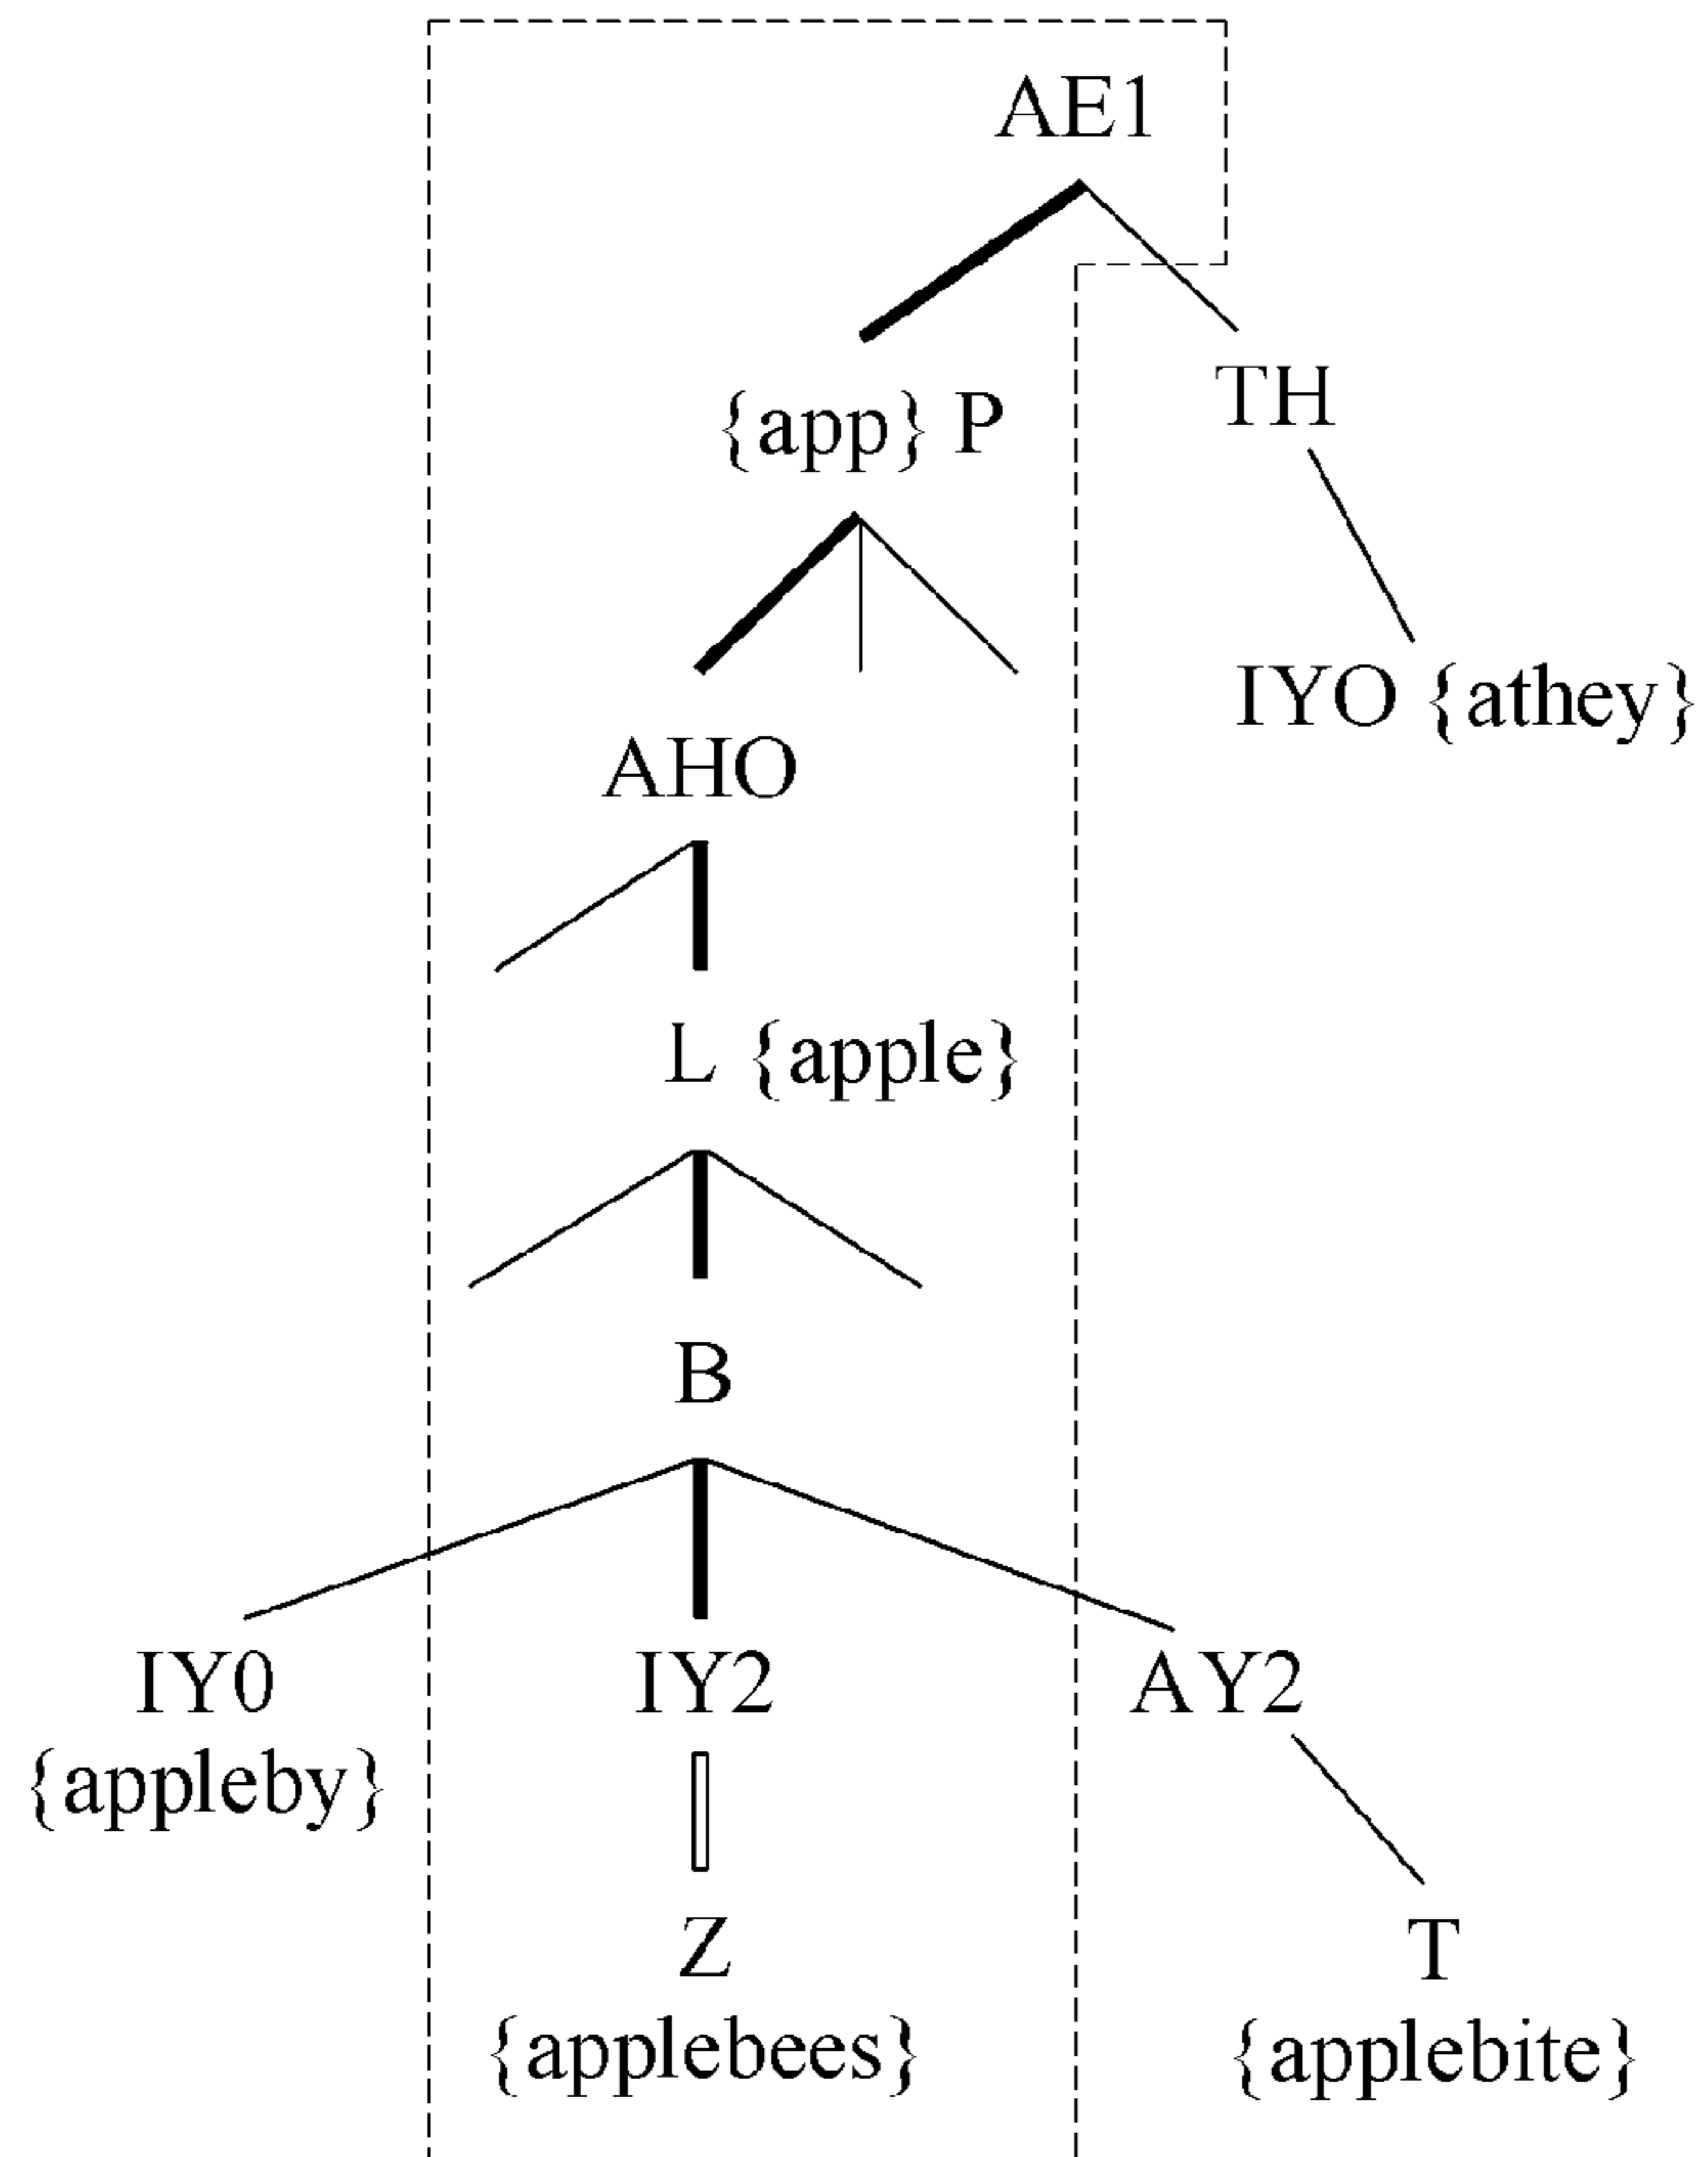 AE1
{app} P
TH
IYO {athey}
AHO
L {apple}
B
IY0
{appleby}
IY2
AY2
Z
{applebees}
T
{applebite}